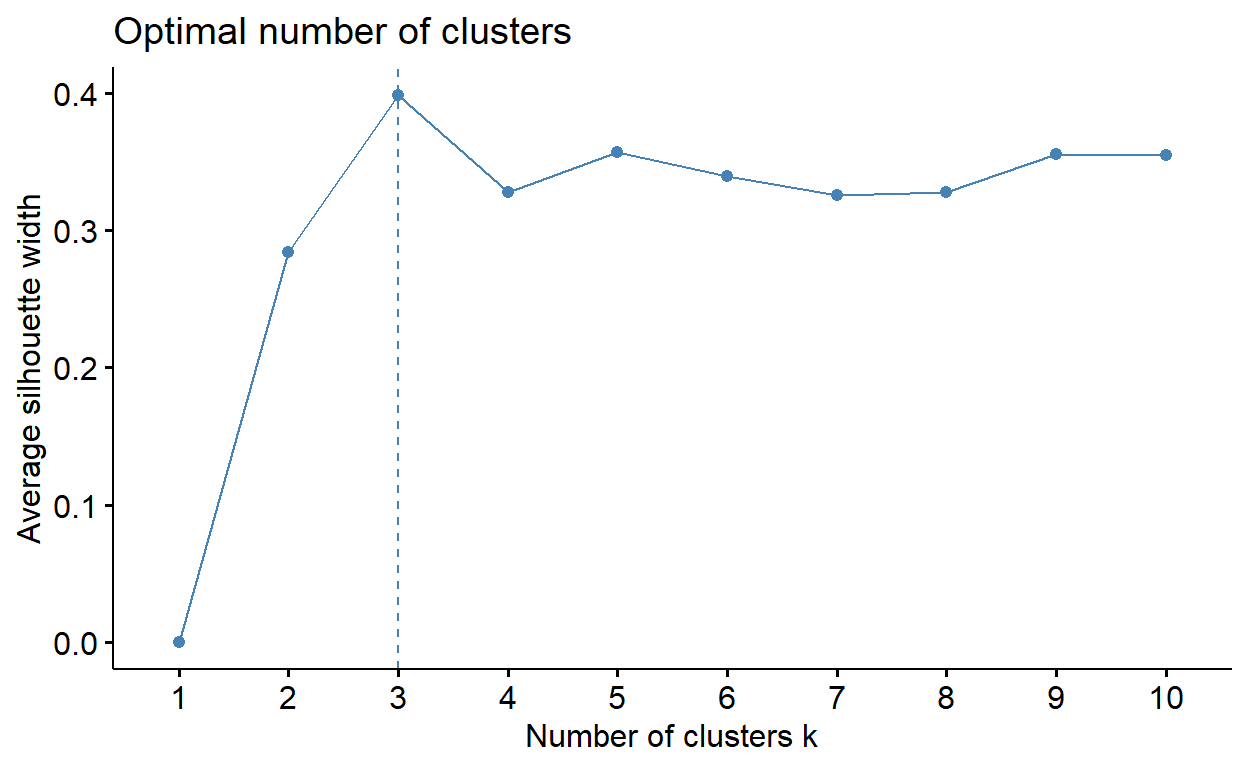 Optimal number of clusters
Average silhouette width
0.4
0.3
0.2
0.1
0.0
1 2 3 4 5 6 7 8 9 10
Number of clusters k